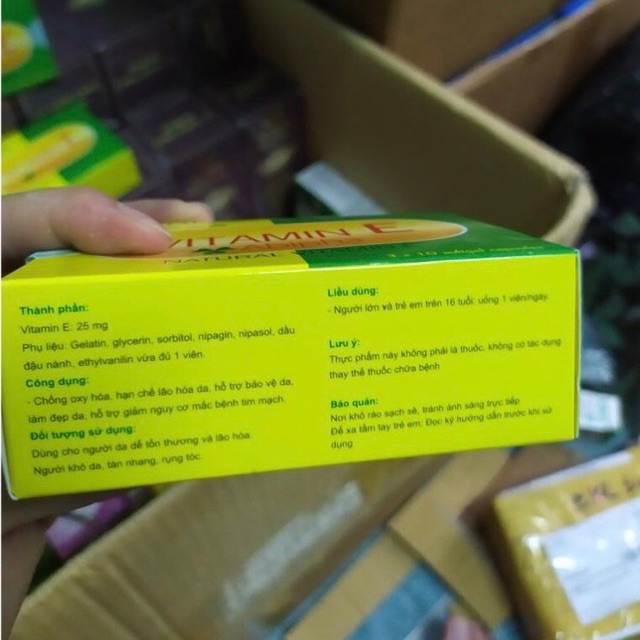 VITAMIN E
NATURAL
3 x 10 softgel capsules
Thành phần:
Vitamin E: 25 mg
Phụ liệu: Gelatin, glycerin, sorbitol, nipagin, nipasol, dầu
đậu nành, ethylvanilin vừa đủ 1 viên.
Công dụng:
- Chống oxy hóa, hạn chế lão hóa da, hỗ trợ bảo vệ da,
làm đẹp da, hỗ trợ giảm nguy cơ mắc bệnh tim mạch.
Đối tượng sử dụng:
Dùng cho người da dễ tổn thương và lão hóa.
Người khô da, tàn nhang, rụng tóc.
Liều dùng:
- Người lớn và trẻ em trên 16 tuổi: uống 1 viên/ngày.
Lưu ý:
Thực phẩm này không phải là thuốc, không có tác dụng
thay thế thuốc chữa bệnh
Bảo quản:
Nơi khô ráo sạch sẽ, tránh ánh sáng trực tiếp
Để xa tầm tay trẻ em; Đọc kỹ hướng dẫn trước khi sử
dụng